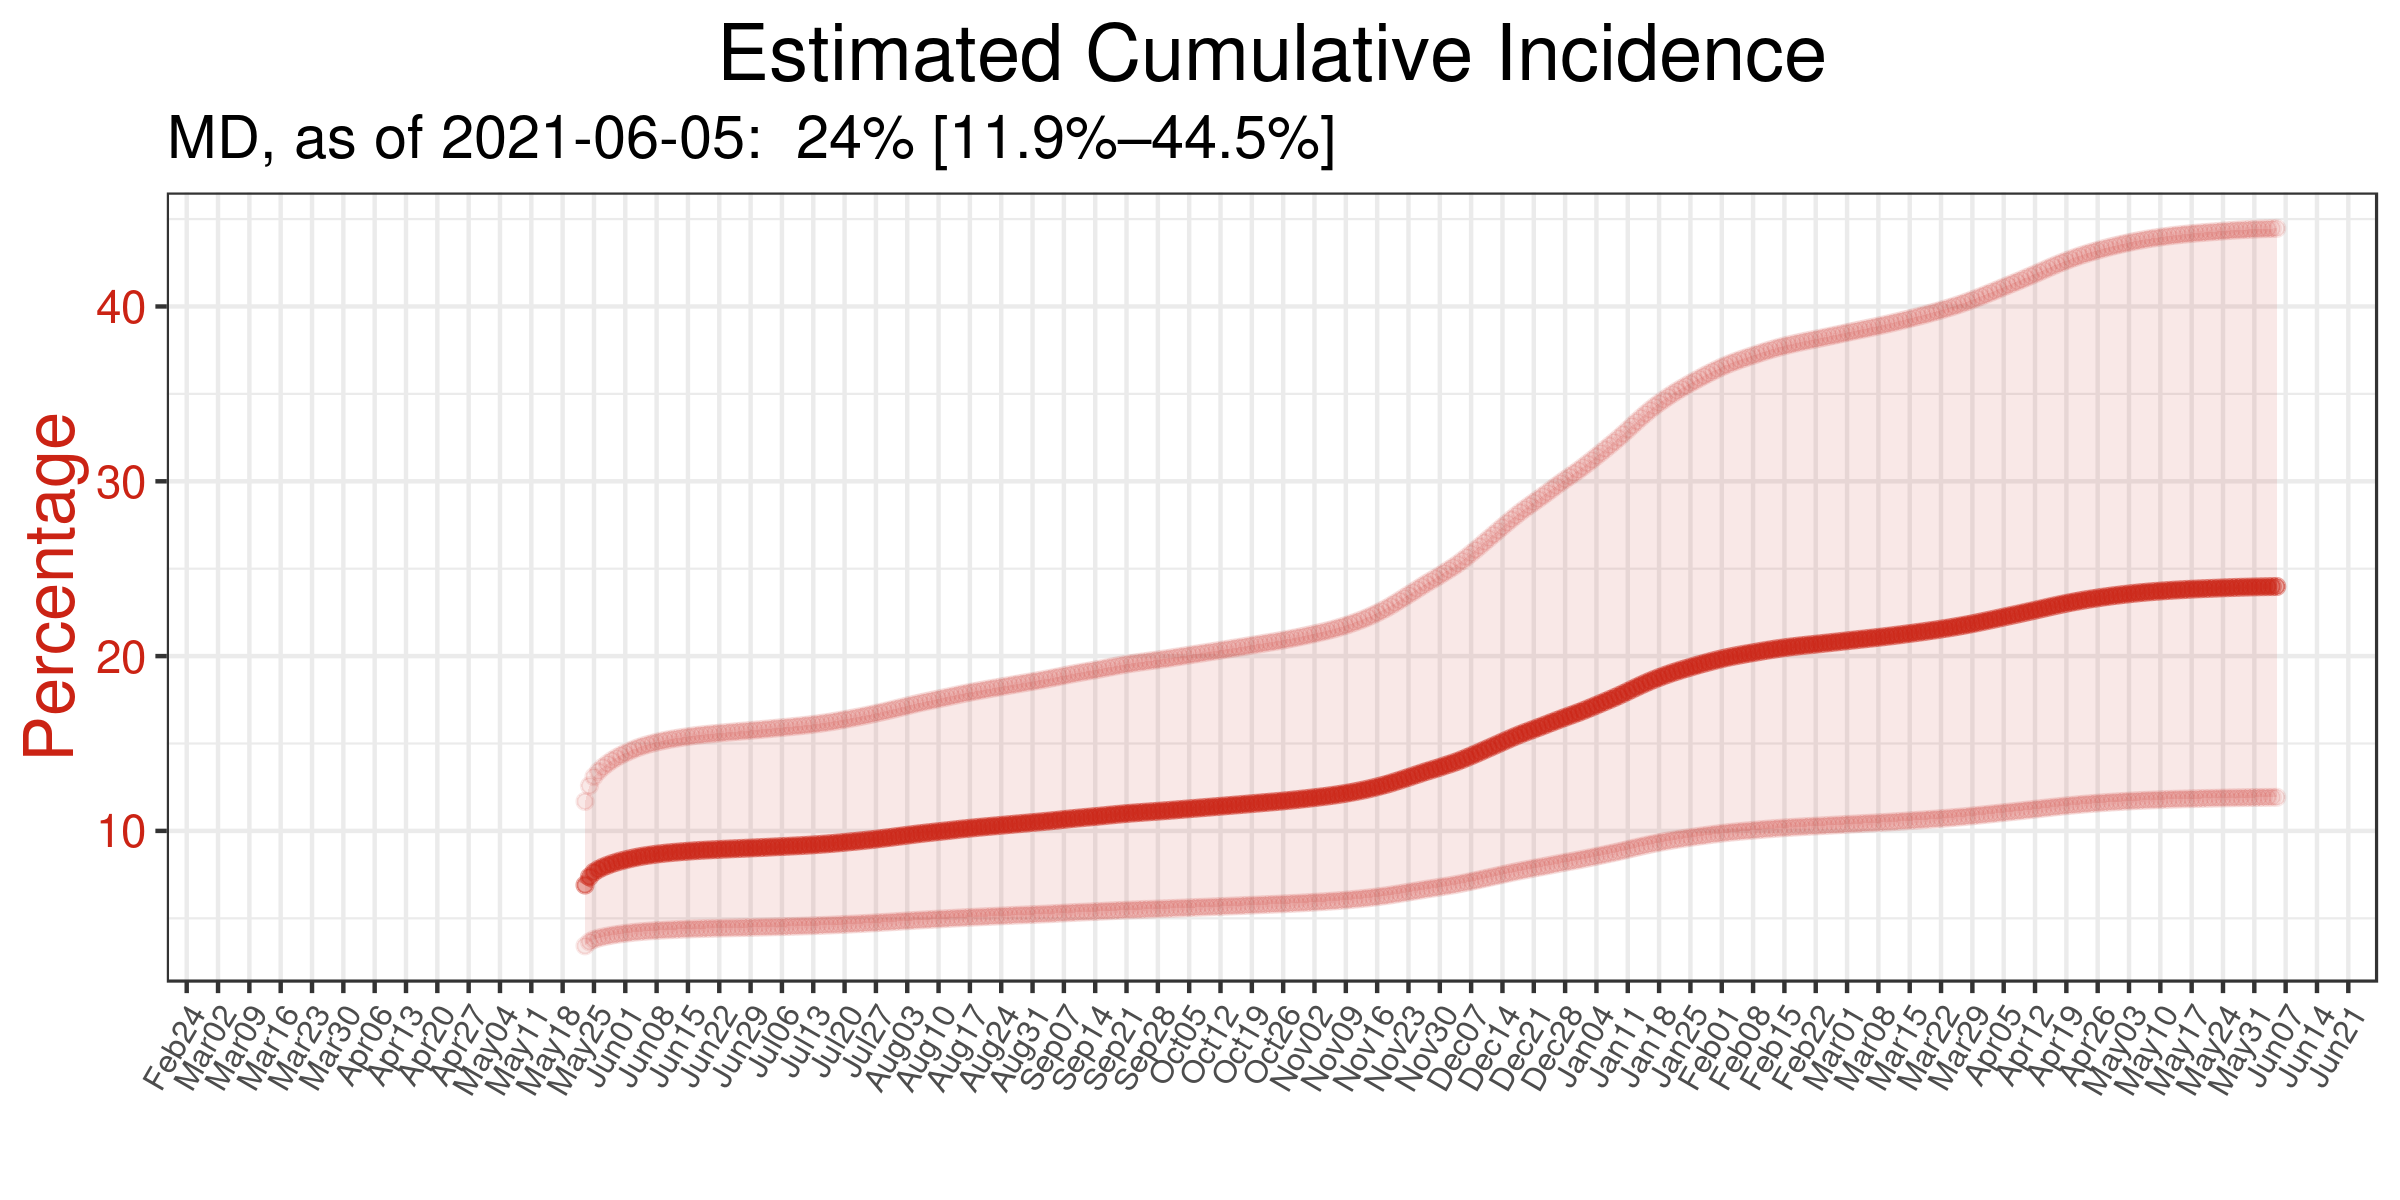 Estimated Cumulative Incidence
MD, as of 2021-06-05:  24% [11.9%–44.5%]
Percentage
40
30
20
10
Feb24
Mar02
Mar09
Mar16
Mar23
Mar30
Apr06
Apr13
Apr20
Apr27
May04
May11
May18
May25
Jun01
Jun08
Jun15
Jun22
Jun29
Jul06
Jul13
Jul20
Jul27
Aug03
Aug10
Aug17
Aug24
Aug31
Sep07
Sep14
Sep21
Sep28
Oct05
Oct12
Oct19
Oct26
Nov02
Nov09
Nov16
Nov23
Nov30
Dec07
Dec14
Dec21
Dec28
Jan04
Jan11
Jan18
Jan25
Feb01
Feb08
Feb15
Feb22
Mar01
Mar08
Mar15
Mar22
Mar29
Apr05
Apr12
Apr19
Apr26
May03
May10
May17
May24
May31
Jun07
Jun14
Jun21